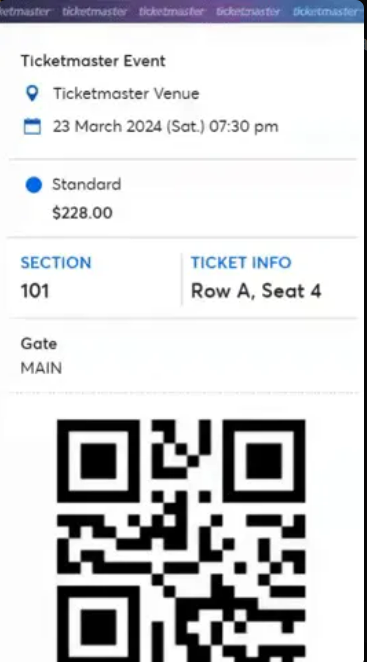 ticketmaster ticketmaster ticketmaster ticketmaster
Ticketmaster Event
Ticketmaster Venue
23 March 2024 (Sat.) 07:30 pm
Standard
$228.00
SECTION
TICKET INFO
101
Row A, Seat 4
Gate
MAIN